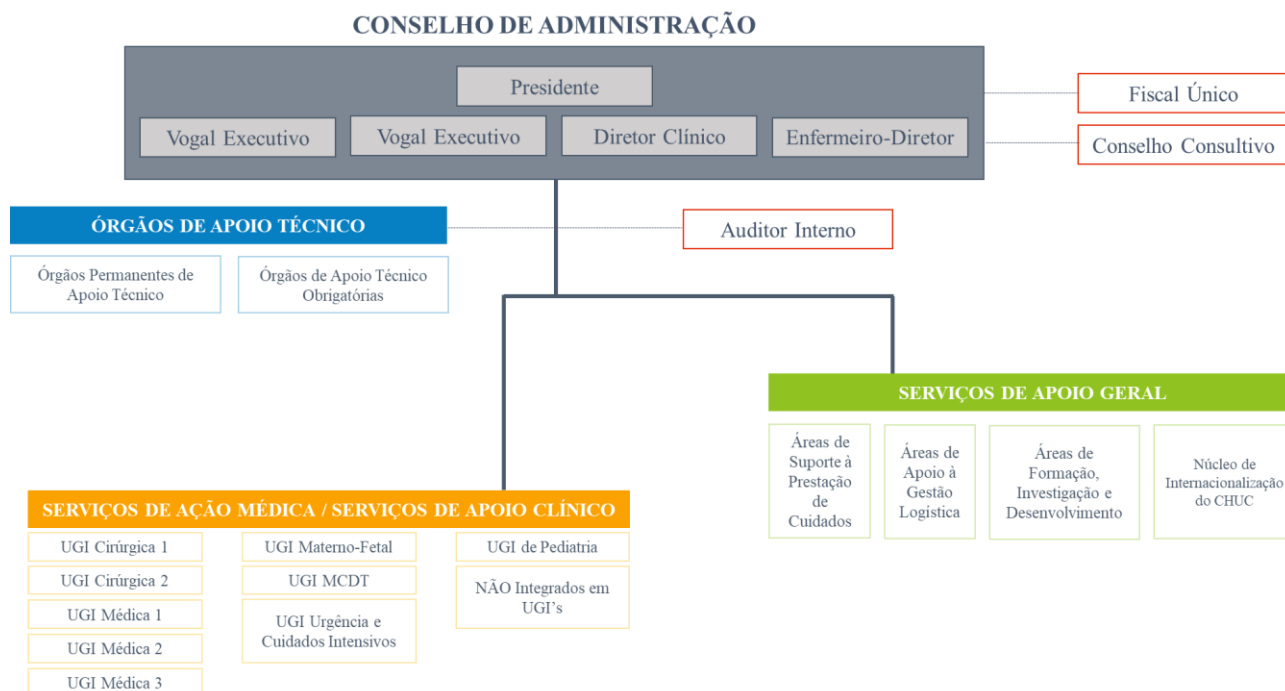 CONSELHO DE ADMINISTRAÇÃO
Presidente
Vogal Executivo
Vogal Executivo
Diretor Clínico
Enfermeiro-Diretor
Fiscal Único
Conselho Consultivo
ÓRGÃOS DE APOIO TÉCNICO
Auditor Interno
Órgãos Permanentes de
Apoio Técnico
Órgãos de Apoio Técnico
Obrigatórias
SERVIÇOS DE APOIO GERAL
Áreas de
Suporte à
Prestação
de
Cuidados
Áreas de
Apoio à
Gestão
Logística
Áreas de
Formação,
Investigação e
Desenvolvimento
Núcleo de
Internacionalização
do CHUC
SERVIÇOS DE AÇÃO MÉDICA / SERVIÇOS DE APOIO CLÍNICO
UGI Cirúrgica 1
UGI Cirúrgica 2
UGI Médica 1
UGI Médica 2
UGI Médica 3
UGI Materno-Fetal
UGI MCDT
UGI Urgência e
Cuidados Intensivos
UGI de Pediatria
NÃO Integrados em
UGI's